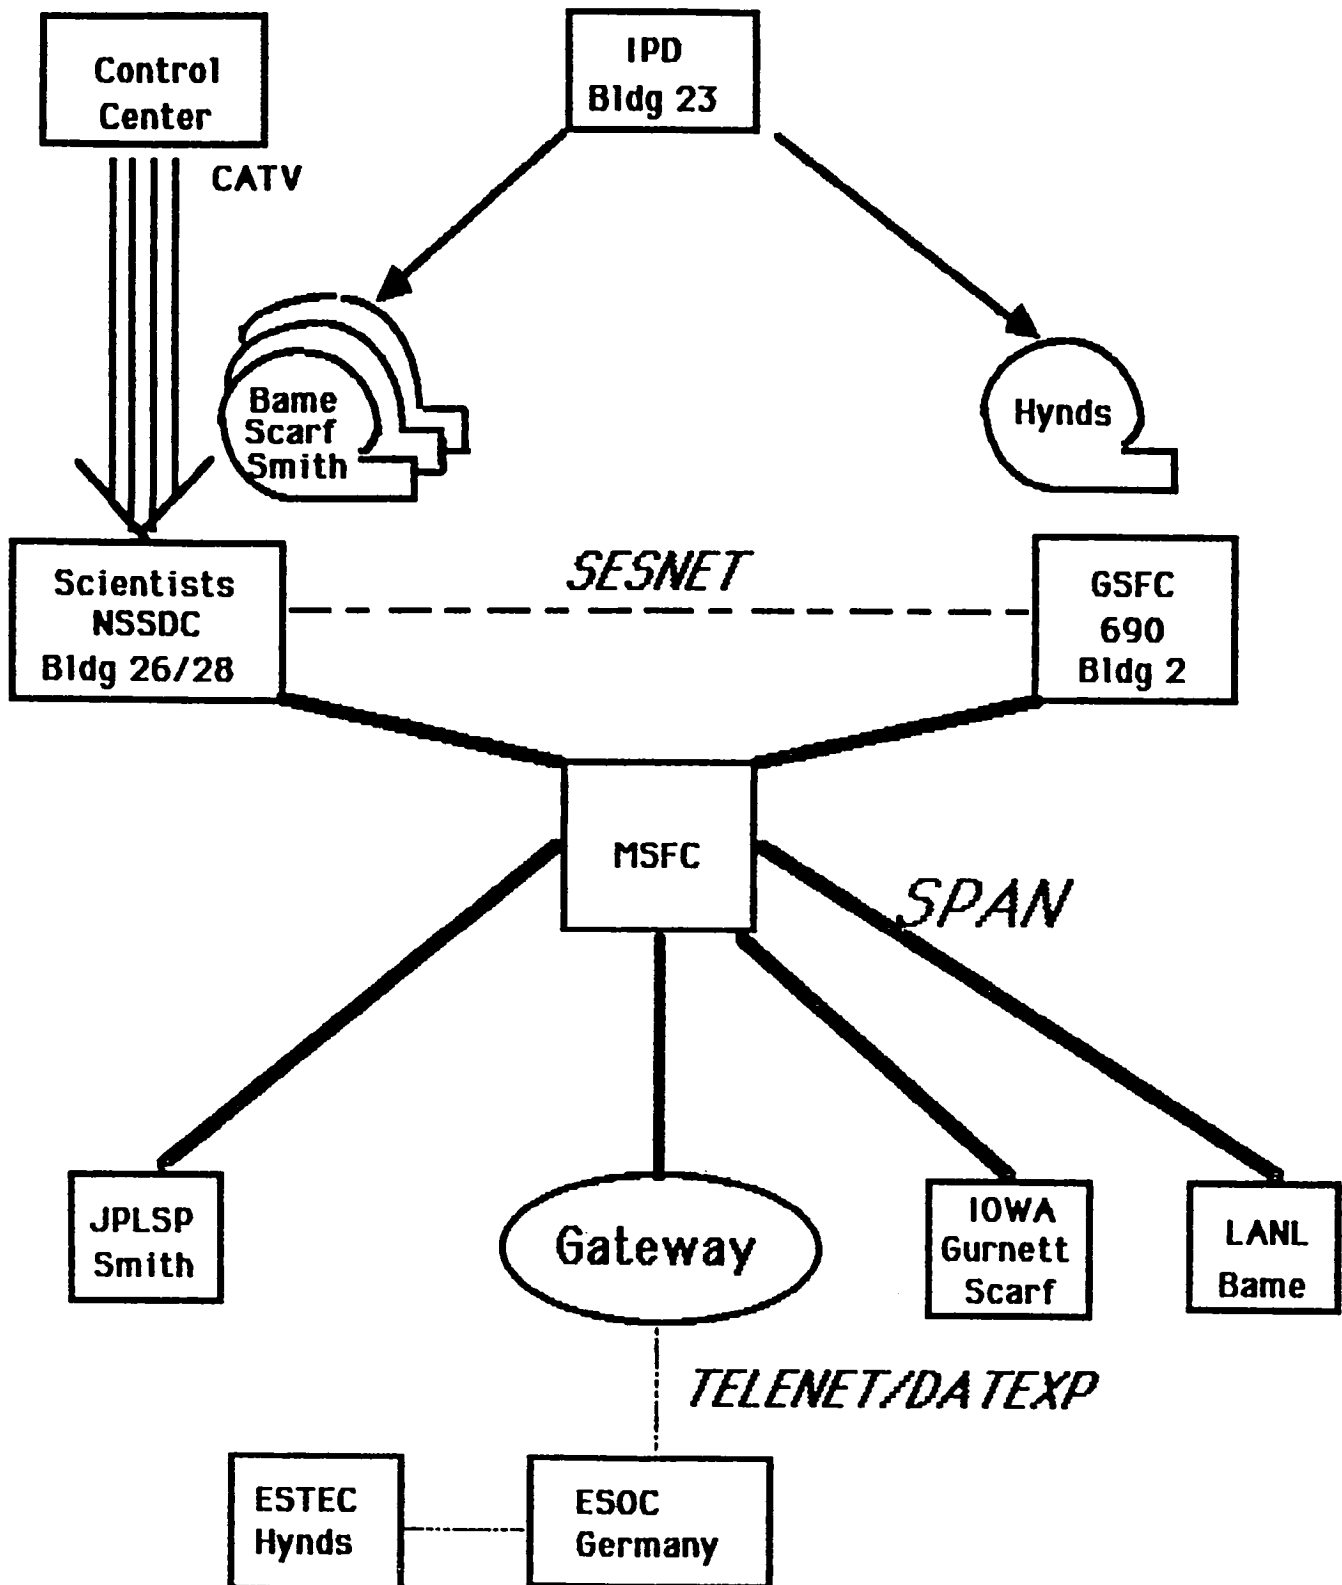 Control
Center
IPD
Bldg 23
CATV
Bame
Scarf
Smith
Hynds
Scientists
NSSDC
Bldg 26/28
SESNET
GSFC
690
Bldg 2
MSFC
SPAN
JPLSP
Smith
Gateway
IOWA
Gurnett
Scarf
LANL
Bame
TELENET/DATEXP
ESTEC
Hynds
ESOC
Germany